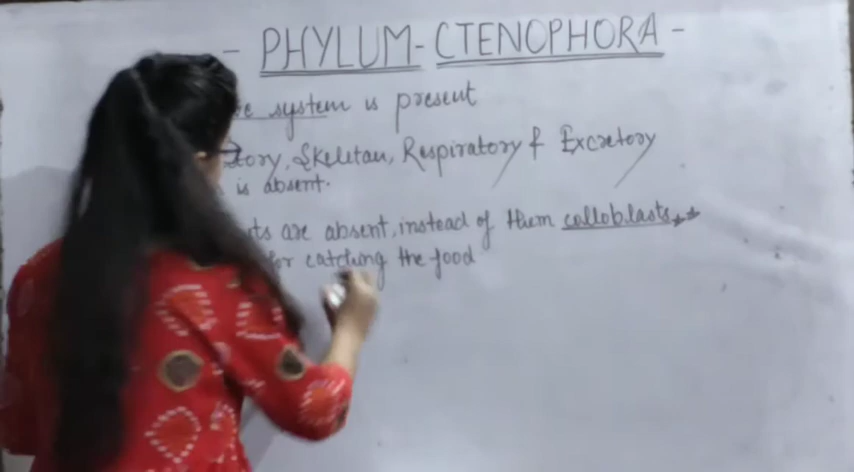 - PHYLUM - CTENOPHORA -
system is present
Skeletau, Respiratory & Excretory
is absent.
are absent, instead of them colloblasts **
for catching the food